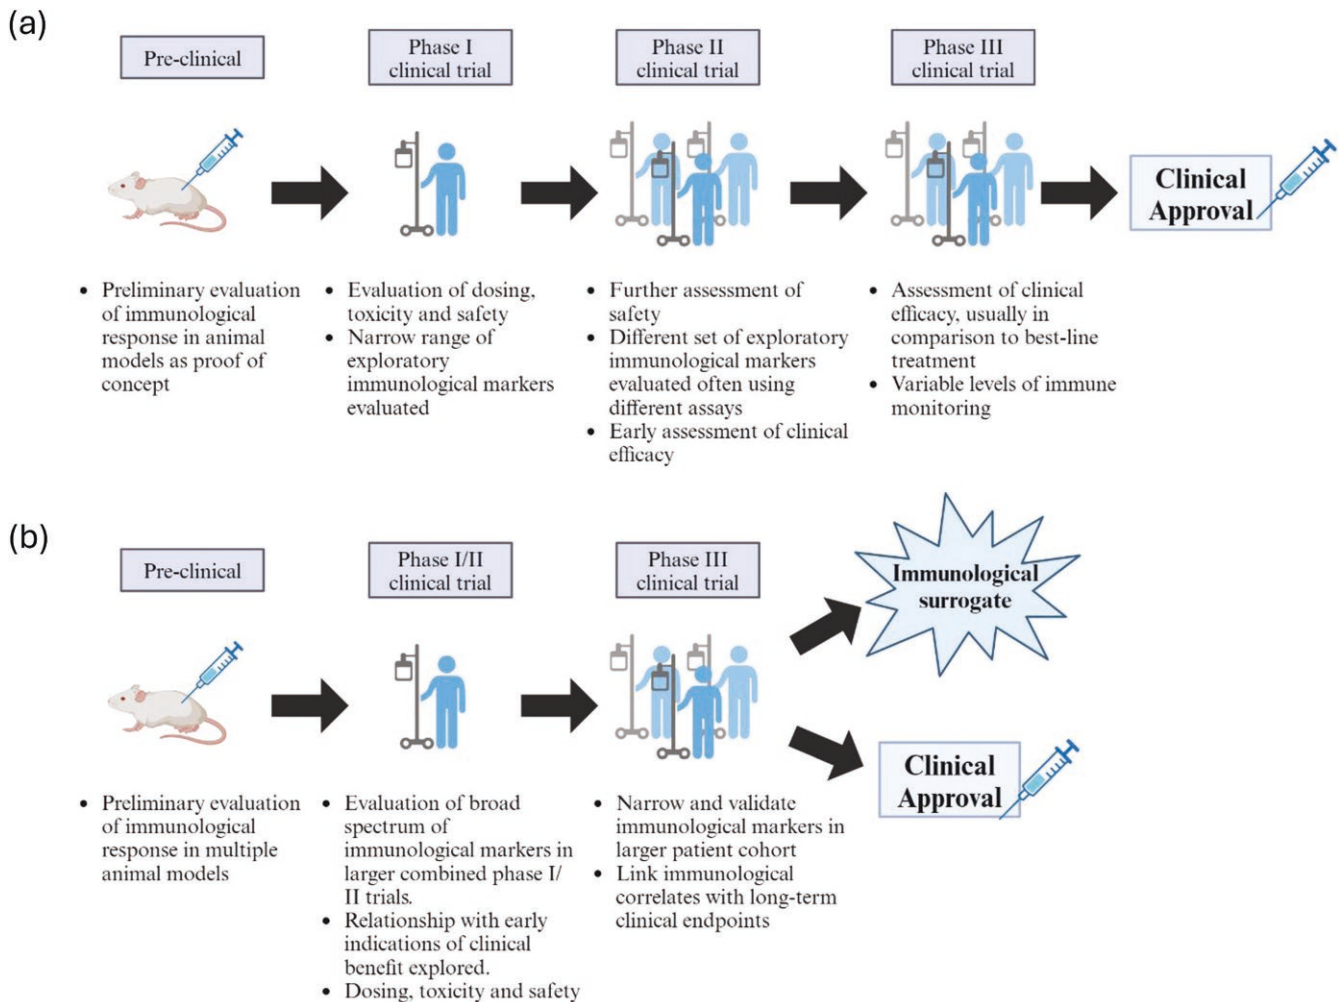 (a)
Pre-clinical
Phase I
clinical trial
Phase II
clinical trial
Phase III
clinical trial
Clinical
Approval
• Preliminary evaluation
of immunological
response in animal
models as proof of
concept
• Evaluation of dosing,
toxicity and safety
• Narrow range of
exploratory
immunological markers
evaluated
• Further assessment of
safety
• Different set of exploratory
immunological markers
evaluated often using
different assays
• Early assessment of clinical
efficacy
• Assessment of clinical
efficacy, usually in
comparison to best-line
treatment
• Variable levels of immune
monitoring
(b)
Pre-clinical
Phase I/II
clinical trial
Phase III
clinical trial
Immunological
surrogate
Clinical
Approval
• Preliminary evaluation
of immunological
response in multiple
animal models
• Evaluation of broad
spectrum of
immunological markers in
larger combined phase I/
II trials.
• Relationship with early
indications of clinical
benefit explored.
• Dosing, toxicity and safety
• Narrow and validate
immunological markers in
larger patient cohort
• Link immunological
correlates with long-term
clinical endpoints